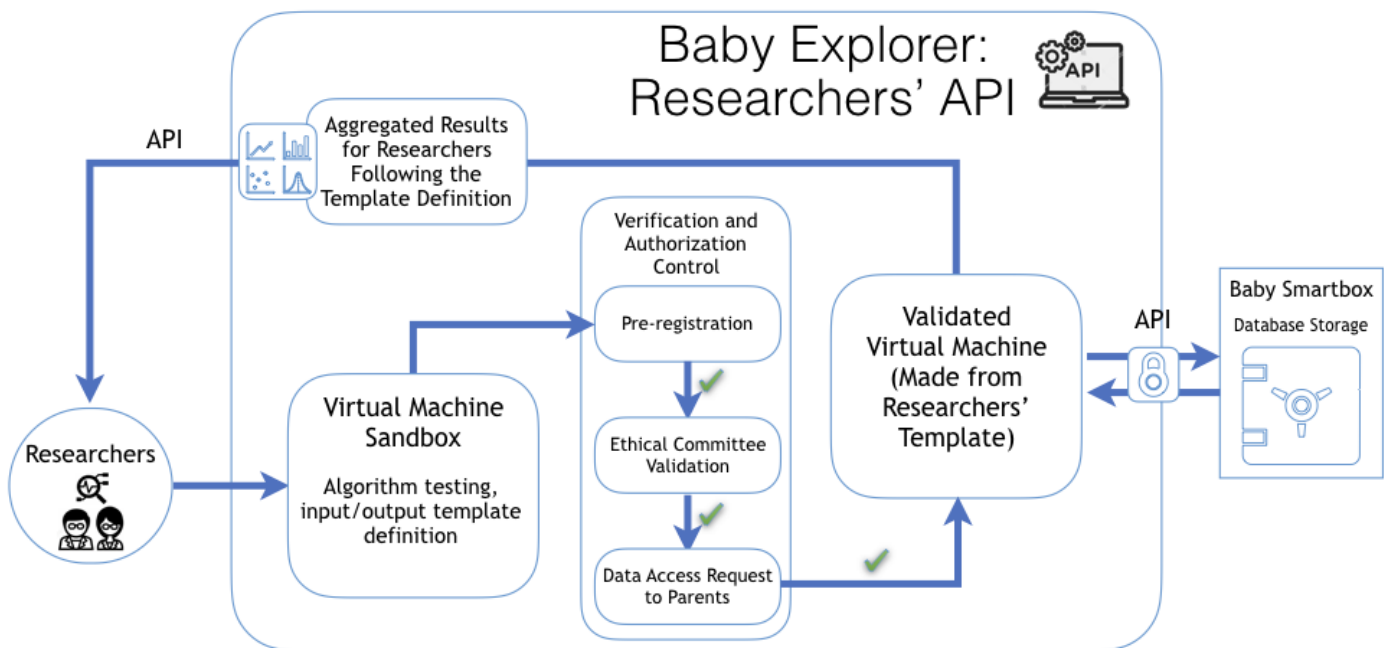 Baby Explorer:
Researchers' API
API
API
Aggregated Results
for Researchers
Following the
Template Definition
Verification and
Authorization
Control
Pre-registration
Ethical Committee
Validation
Data Access Request
to Parents
Researchers
Virtual Machine
Sandbox
Algorithm testing,
input/output template
definition
Validated
Virtual Machine
(Made from
Researchers'
Template)
API
Baby Smartbox
Database Storage